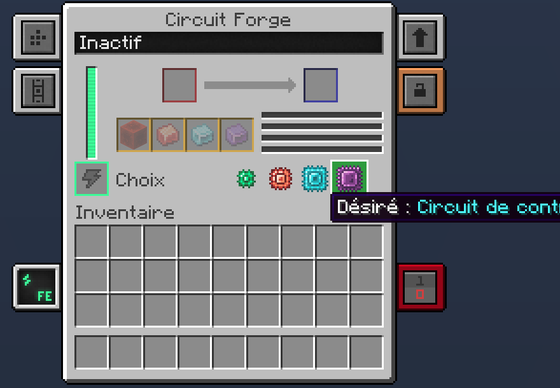 Circuit Forge
Inactif
Choix
Désiré : Circuit de cont
Inventaire
FE
1
0